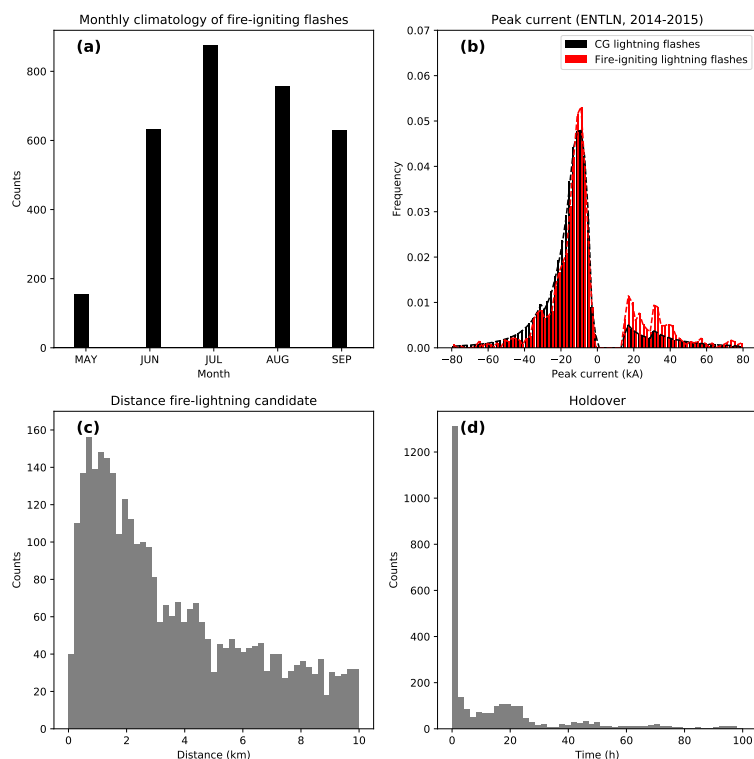 Monthly climatology of fire-igniting flashes
(a)
800
600
400
200
0
Counts
MAY JUN JUL AUG SEP
Month
Peak current (ENTLN, 2014-2015)
(b)
CG lightning flashes
Fire-igniting lightning flashes
0.07
0.06
0.05
0.04
0.03
0.02
0.01
0.00
Frequency
−80 −60 −40 −20 0 20 40 60 80
Peak current (kA)
Distance fire-lightning candidate
(c)
160
140
120
100
80
60
40
20
0
Counts
0 2 4 6 8 10
Distance (km)
Holdover
(d)
1200
1000
800
600
400
200
0
Counts
0 20 40 60 80 100
Time (h)